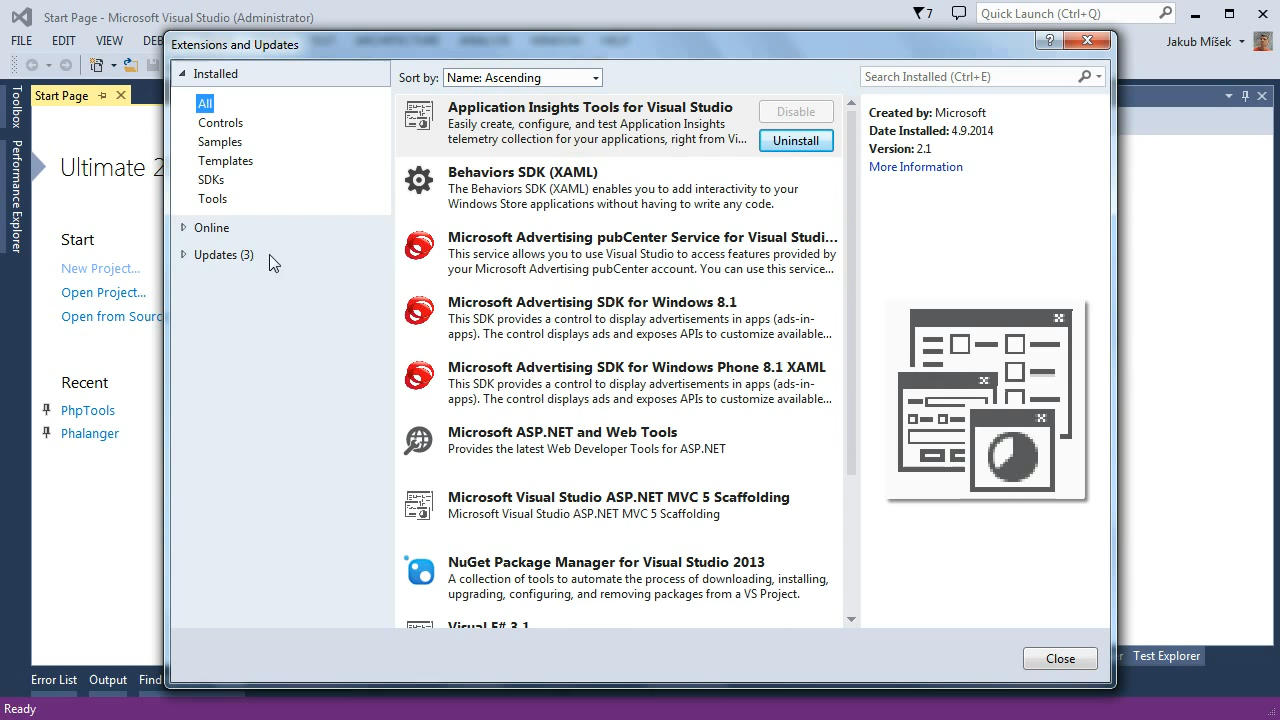 Start Page - Microsoft Visual Studio (Administrator)
7
Quick Launch (Ctrl+Q)
FILE EDIT VIEW
Jakub Míšek
Extensions and Updates
Toolbox
Performance Explorer
Start Page
Ultimate 2
Start
New Project...
Open Project...
Open from Sourc
Recent
PhpTools
Phalanger
Installed
All
Controls
Samples
Templates
SDKs
Tools
Online
Updates (3)
Sort by: Name: Ascending
Application Insights Tools for Visual Studio
Easily create, configure, and test Application Insights
telemetry collection for your applications, right from Vi...
Disable
Uninstall
Behaviors SDK (XAML)
The Behaviors SDK (XAML) enables you to add interactivity to your
Windows Store applications without having to write any code.
Microsoft Advertising pubCenter Service for Visual Studi...
This service allows you to use Visual Studio to access features provided by
your Microsoft Advertising pubCenter account. You can use this service...
Microsoft Advertising SDK for Windows 8.1
This SDK provides a control to display advertisements in apps (ads-in-
apps). The control displays ads and exposes APIs to customize available...
Microsoft Advertising SDK for Windows Phone 8.1 XAML
This SDK provides a control to display advertisements in apps (ads-in-
apps). The control displays ads and exposes APIs to customize available...
Microsoft ASP.NET and Web Tools
Provides the latest Web Developer Tools for ASP.NET
Microsoft Visual Studio ASP.NET MVC 5 Scaffolding
Microsoft Visual Studio ASP.NET MVC 5 Scaffolding
NuGet Package Manager for Visual Studio 2013
A collection of tools to automate the process of downloading, installing,
upgrading, configuring, and removing packages from a VS Project.
Visual F# 3.1
Search Installed (Ctrl+E)
Created by: Microsoft
Date Installed: 4.9.2014
Version: 2.1
More Information
Close
Test Explorer
Error List Output Find
Ready